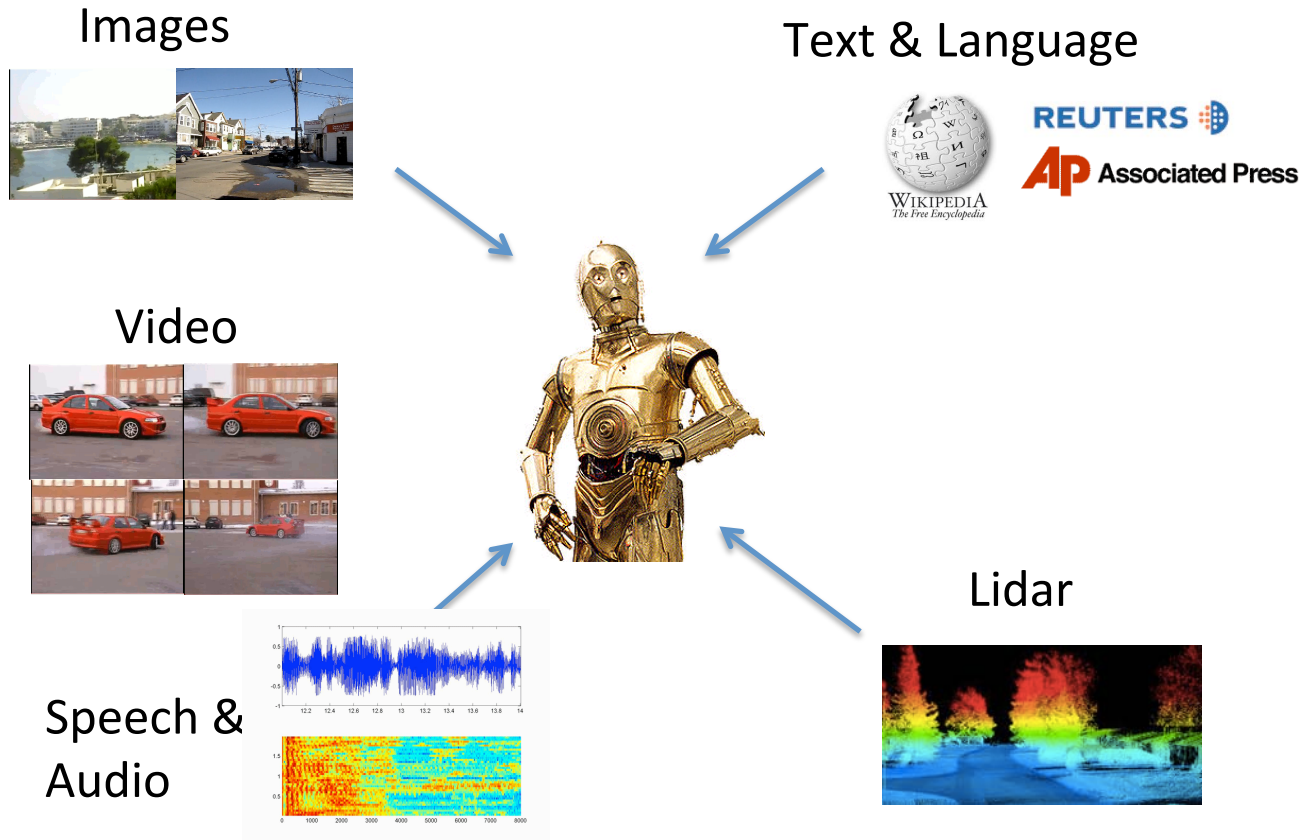 Images
Text & Language
Ω
W
И
祖
WIKIPEDIA
The Free Encyclopedia
REUTERS
AP Associated Press
Video
Lidar
Speech &
Audio
1
0.5
0
-0.5
-1
12.2 12.4 12.6 12.8 13 13.2 13.4 13.6 13.8 14
1.5
1
0.5
0 1000 2000 3000 4000 5000 6000 7000 8000